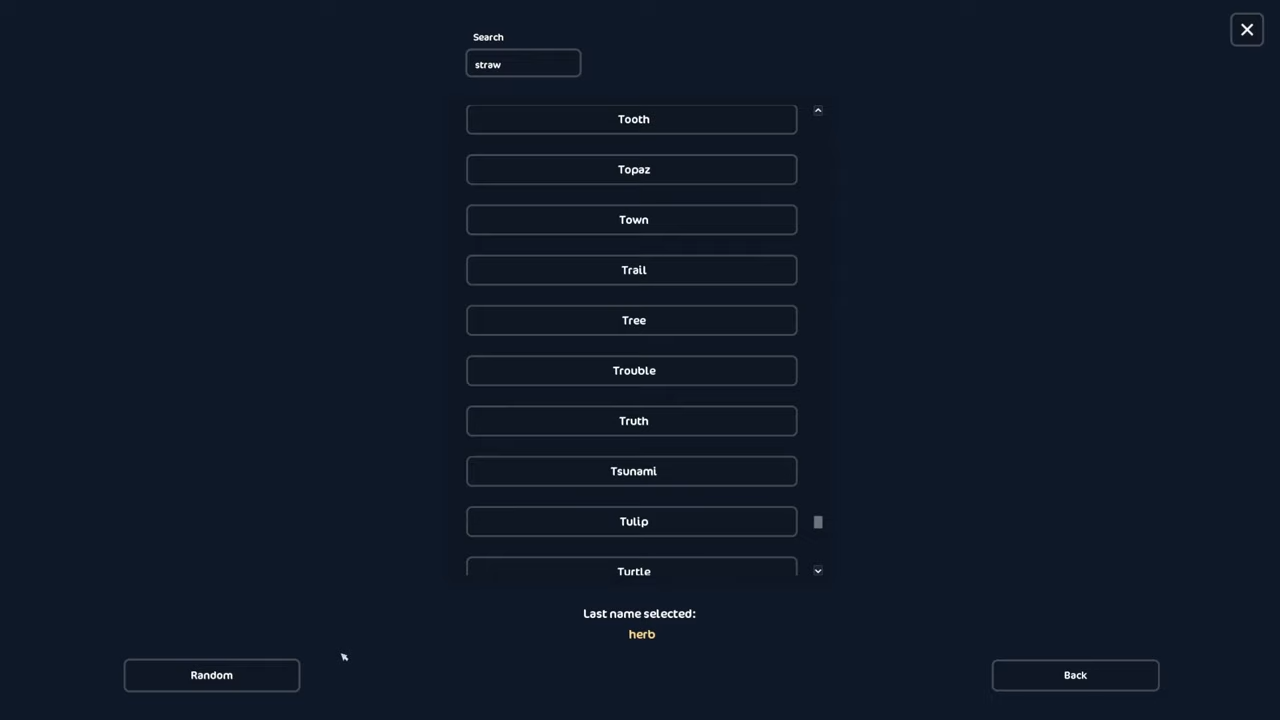 Search
straw
Tooth
Topaz
Town
Trail
Tree
Trouble
Truth
Tsunami
Tulip
Turtle
Last name selected:
herb
Random
Back